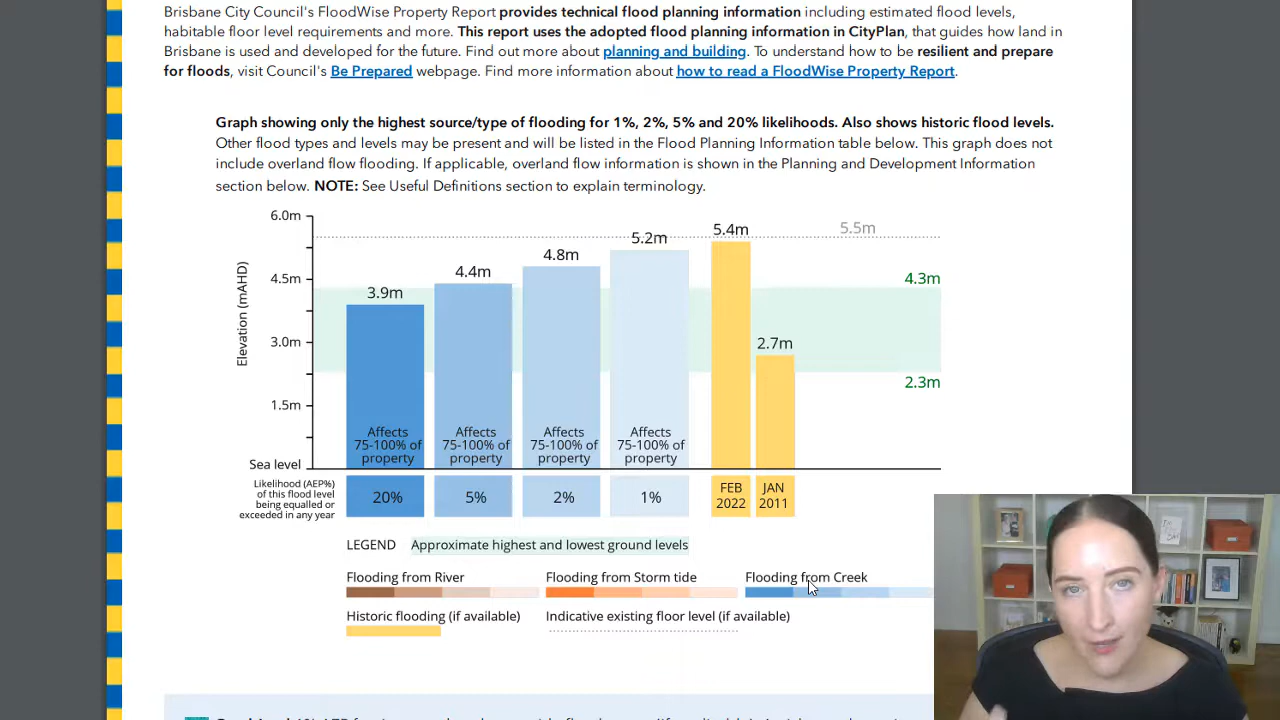 Brisbane City Council's FloodWise Property Report provides technical flood planning information including estimated flood levels,
habitable floor level requirements and more. This report uses the adopted flood planning information in CityPlan, that guides how land in
Brisbane is used and developed for the future. Find out more about planning and building. To understand how to be resilient and prepare
for floods, visit Council's Be Prepared webpage. Find more information about how to read a FloodWise Property Report.
Graph showing only the highest source/type of flooding for 1%, 2%, 5% and 20% likelihoods. Also shows historic flood levels.
Other flood types and levels may be present and will be listed in the Flood Planning Information table below. This graph does not
include overland flow flooding. If applicable, overland flow information is shown in the Planning and Development Information
section below. NOTE: See Useful Definitions section to explain terminology.
Elevation (mAHD)
6.0m
4.5m
3.0m
1.5m
Sea level
3.9m
4.4m
4.8m
5.2m
5.4m
2.7m
5.5m
4.3m
2.3m
Affects
75-100% of
property
Affects
75-100% of
property
Affects
75-100% of
property
Affects
75-100% of
property
Likelihood (AEP%)
of this flood level
being equalled or
exceeded in any year
20%
5%
2%
1%
FEB
2022
JAN
2011
LEGEND Approximate highest and lowest ground levels
Flooding from River
Flooding from Storm tide
Flooding from Creek
Historic flooding (if available)
Indicative existing floor level (if available)